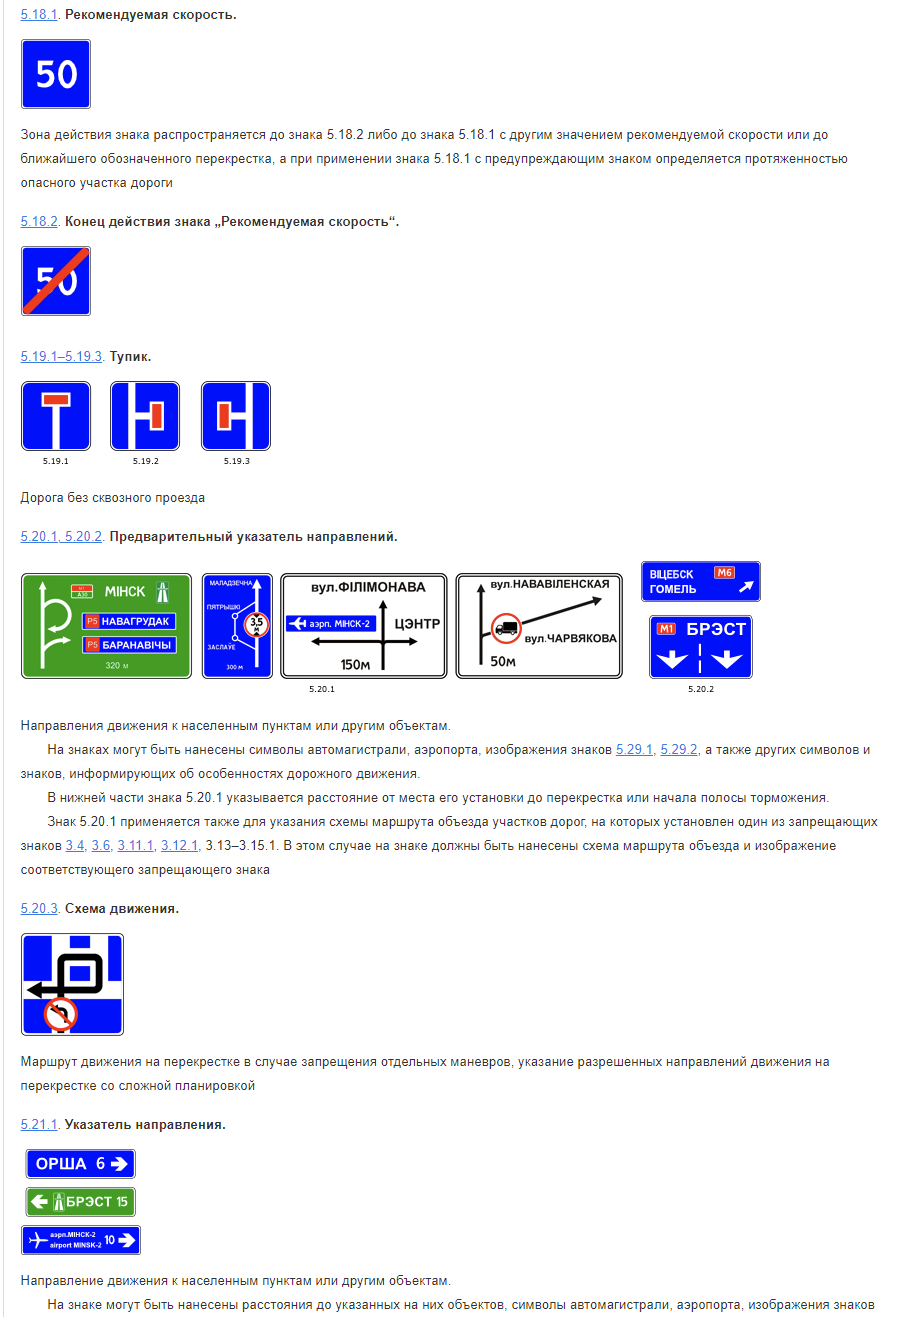 5.18.1. Рекомендуемая скорость.
50
Зона действия знака распространяется до знака 5.18.2 либо до знака 5.18.1 с другим значением рекомендуемой скорости или до
ближайшего обозначенного перекрестка, а при применении знака 5.18.1 с предупреждающим знаком определяется протяженностью
опасного участка дороги
5.18.2. Конец действия знака „Рекомендуемая скорость“.
50
5.19.1–5.19.3. Тупик.
5.19.1 5.19.2 5.19.3
Дорога без сквозного проезда
5.20.1, 5.20.2. Предварительный указатель направлений.
МІНСК
P5 НАВАГРУДАК
P5 БАРАНАВІЧЫ
320 м
МАЛАДЗЕЧНА
ПЯТРЫШКІ
3,5
ЗАСЛАУЕ
300 м
вул.ФІЛІМОНАВА
аэрп. МІНСК-2
ЦЭНТР
150м
вул.НАВАВІЛЕНСКАЯ
вул.ЧАРВЯКОВА
50м
ВІЦЕБСК M6
ГОМЕЛЬ
M1 БРЭСТ
5.20.1 5.20.2
Направления движения к населенным пунктам или другим объектам.
На знаках могут быть нанесены символы автомагистрали, аэропорта, изображения знаков 5.29.1, 5.29.2, а также других символов и
знаков, информирующих об особенностях дорожного движения.
В нижней части знака 5.20.1 указывается расстояние от места его установки до перекрестка или начала полосы торможения.
Знак 5.20.1 применяется также для указания схемы маршрута объезда участков дорог, на которых установлен один из запрещающих
знаков 3.4, 3.6, 3.11.1, 3.12.1, 3.13–3.15.1. В этом случае на знаке должны быть нанесены схема маршрута объезда и изображение
соответствующего запрещающего знака
5.20.3. Схема движения.
Маршрут движения на перекрестке в случае запрещения отдельных маневров, указание разрешенных направлений движения на
перекрестке со сложной планировкой
5.21.1. Указатель направления.
ОРША 6
БРЭСТ 15
аэрп.МІНСК-2
airport MINSK-2 10
Направление движения к населенным пунктам или другим объектам.
На знаке могут быть нанесены расстояния до указанных на них объектов, символы автомагистрали, аэропорта, изображения знаков